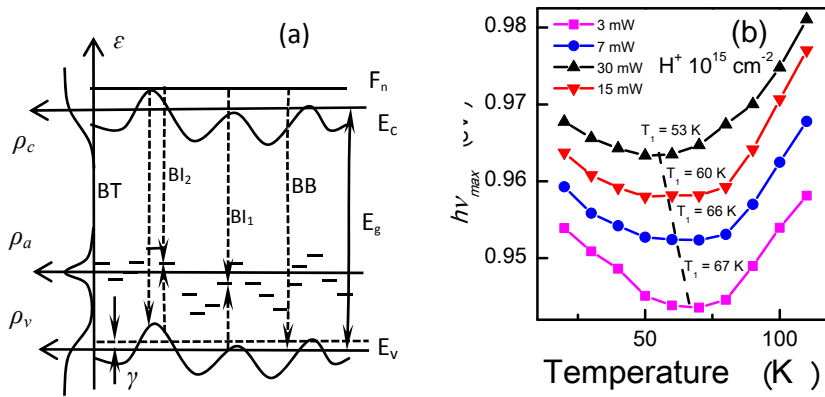 (a)
ε
F_n
E_c
ρ_c
BT
BI_2
BI_1
BB
E_g
ρ_a
ρ_v
E_v
γ
(b)
3 mW
7 mW
30 mW
15 mW
H⁺ 10¹⁵ cm⁻²
0.98
0.97
0.96
0.95
hν_max
T_1 = 53 K
T_1 = 60 K
T_1 = 66 K
T_1 = 67 K
50
100
Temperature (K)